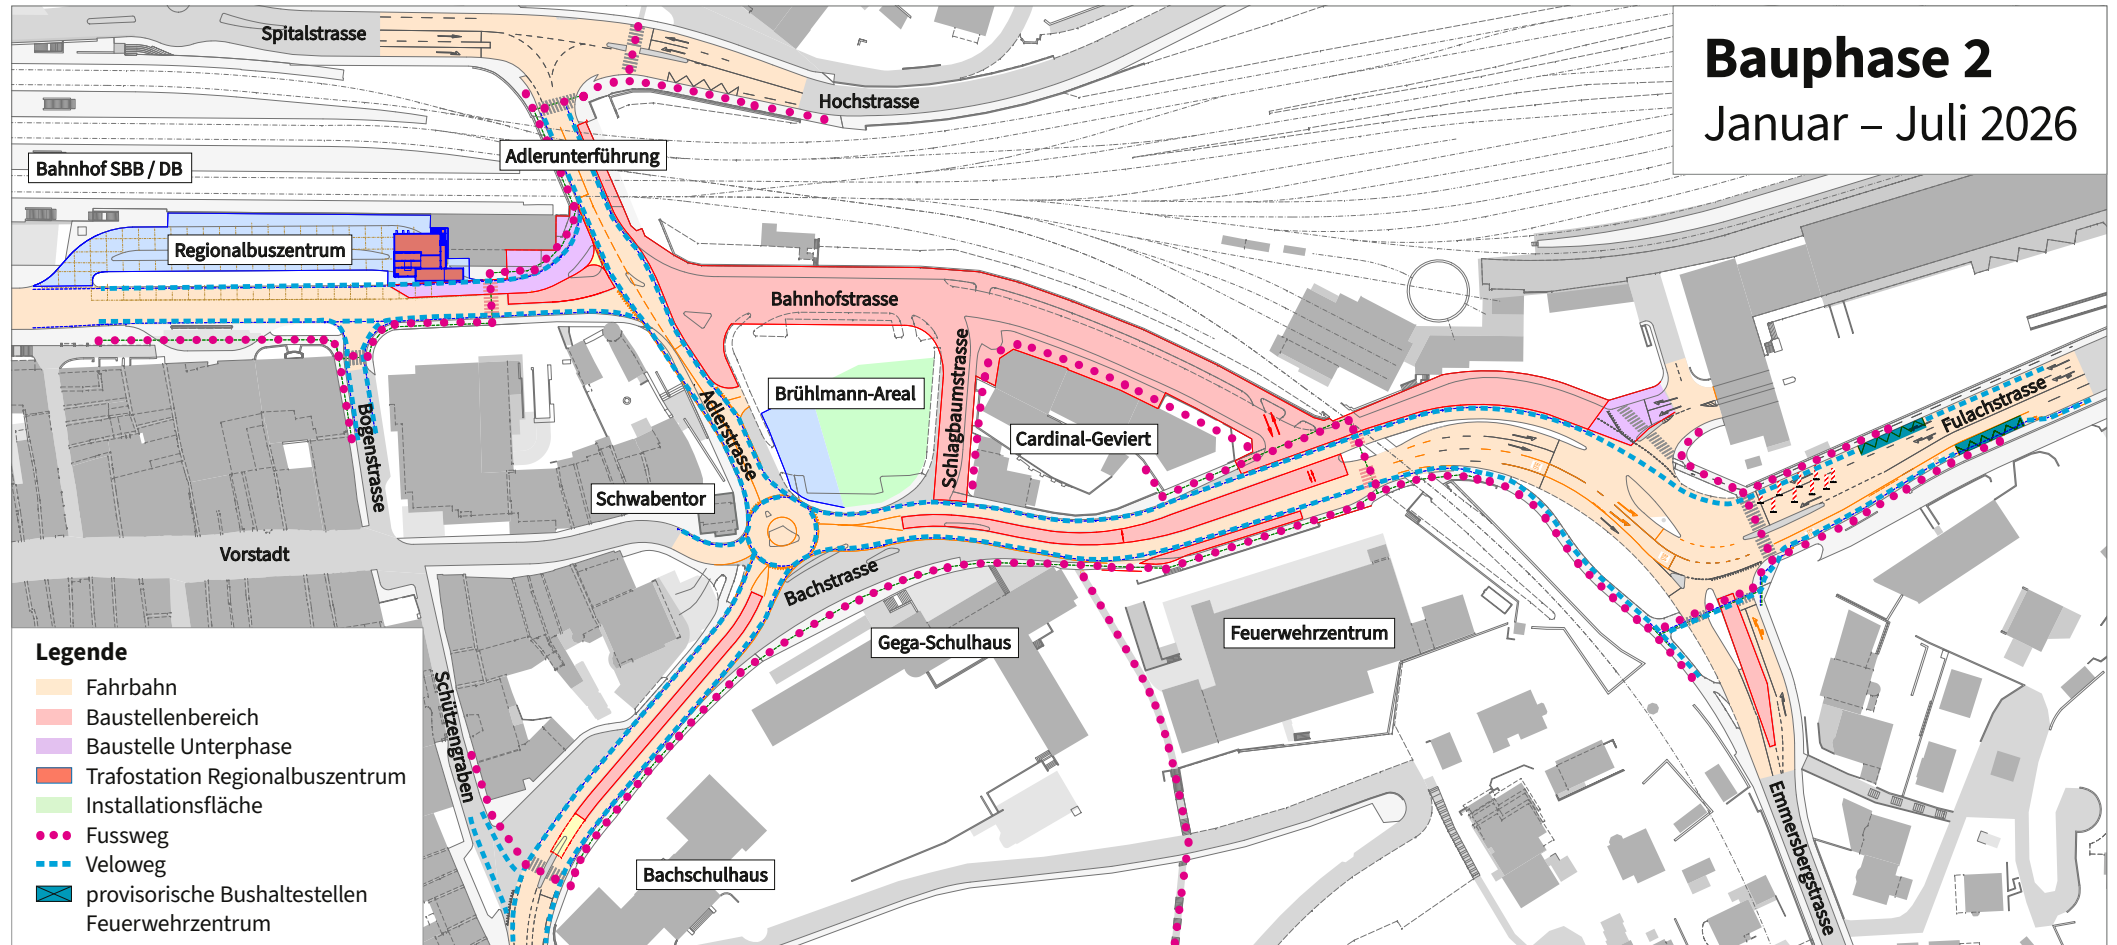 Bauphase 2
Januar – Juli 2026
Spitalstrasse
Hochstrasse
Adlerunterführung
Bahnhof SBB / DB
Regionalbuszentrum
Bahnhofstrasse
Brühlmann-Areal
Schlagbaumstrasse
Cardinal-Geviert
Fulachstrasse
Adlerstrasse
Bogenstrasse
Schwabentor
Vorstadt
Bachstrasse
Gega-Schulhaus
Feuerwehrzentrum
Schützengraben
Bachschulhaus
Emmersbergstrasse
Legende
Fahrbahn
Baustellenbereich
Baustelle Unterphase
Trafostation Regionalbuszentrum
Installationsfläche
Fussweg
Veloweg
provisorische Bushaltestellen
Feuerwehrzentrum